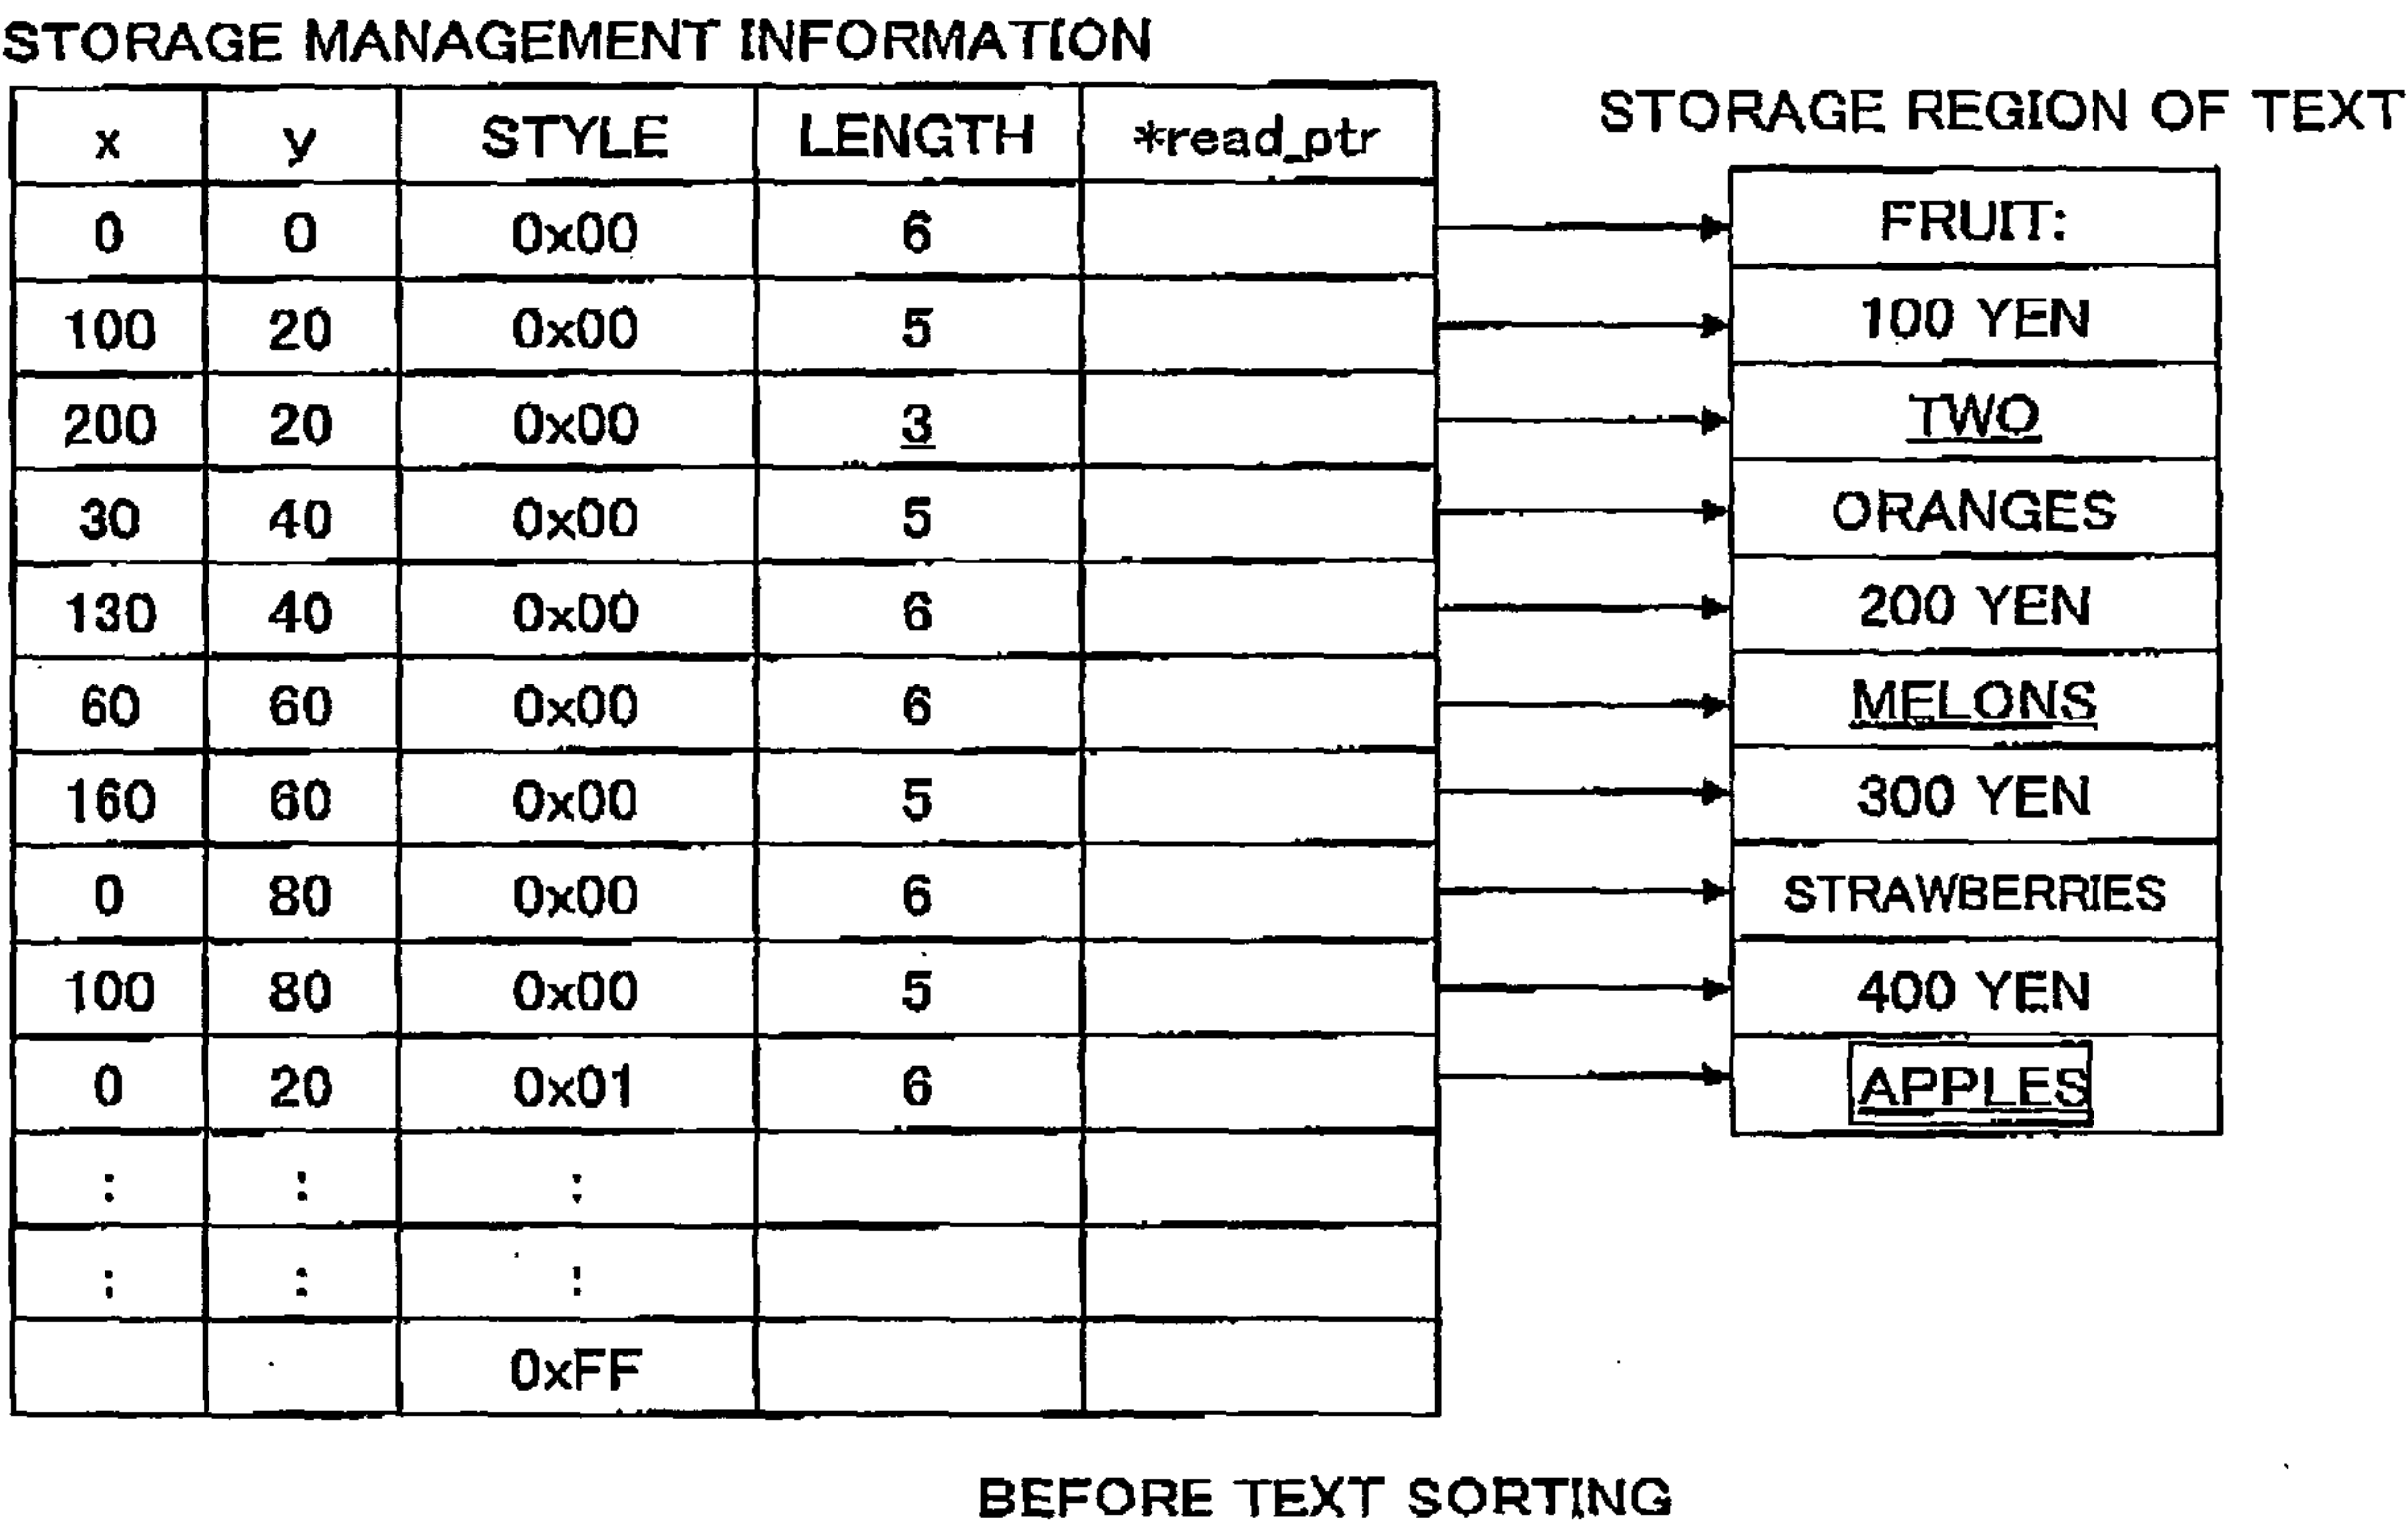 STORAGE MANAGEMENT INFORMATION
x y STYLE LENGTH *read_ptr
0 0 0x00 6
100 20 0x00 5
200 20 0x00 3
30 40 0x00 5
130 40 0x00 6
60 60 0x00 6
160 60 0x00 5
0 80 0x00 6
100 80 0x00 5
0 20 0x01 6
: : :
: : :
0xFF
STORAGE REGION OF TEXT
FRUIT:
100 YEN
TWO
ORANGES
200 YEN
MELONS
300 YEN
STRAWBERRIES
400 YEN
APPLES
BEFORE TEXT SORTING